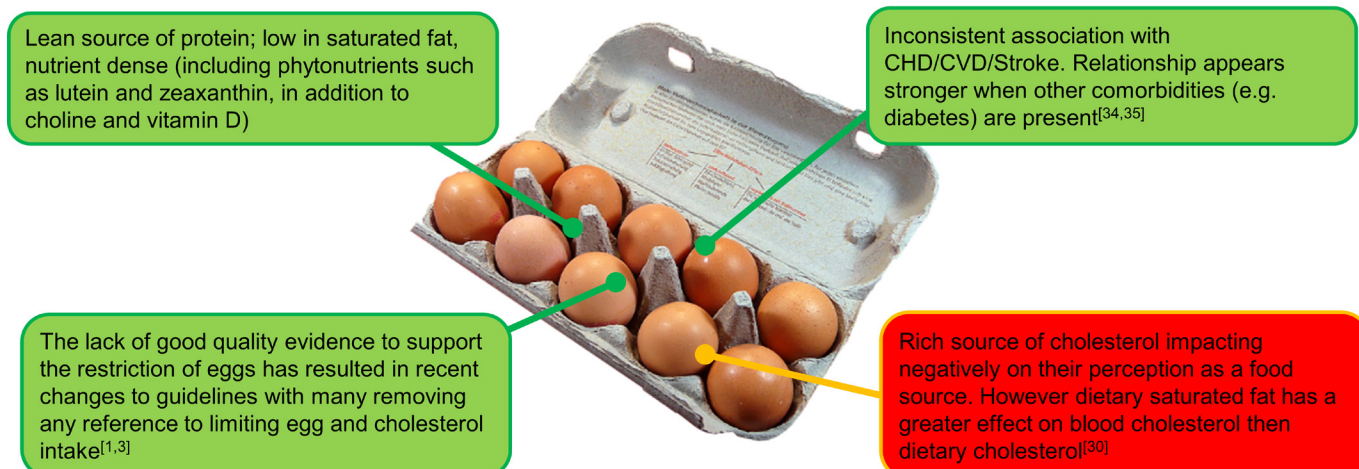 Lean source of protein; low in saturated fat,
nutrient dense (including phytonutrients such
as lutein and zeaxanthin, in addition to
choline and vitamin D)
Inconsistent association with
CHD/CVD/Stroke. Relationship appears
stronger when other comorbidities (e.g.
diabetes) are present[34,35]
The lack of good quality evidence to support
the restriction of eggs has resulted in recent
changes to guidelines with many removing
any reference to limiting egg and cholesterol
intake[1,3]
Rich source of cholesterol impacting
negatively on their perception as a food
source. However dietary saturated fat has a
greater effect on blood cholesterol then
dietary cholesterol[30]